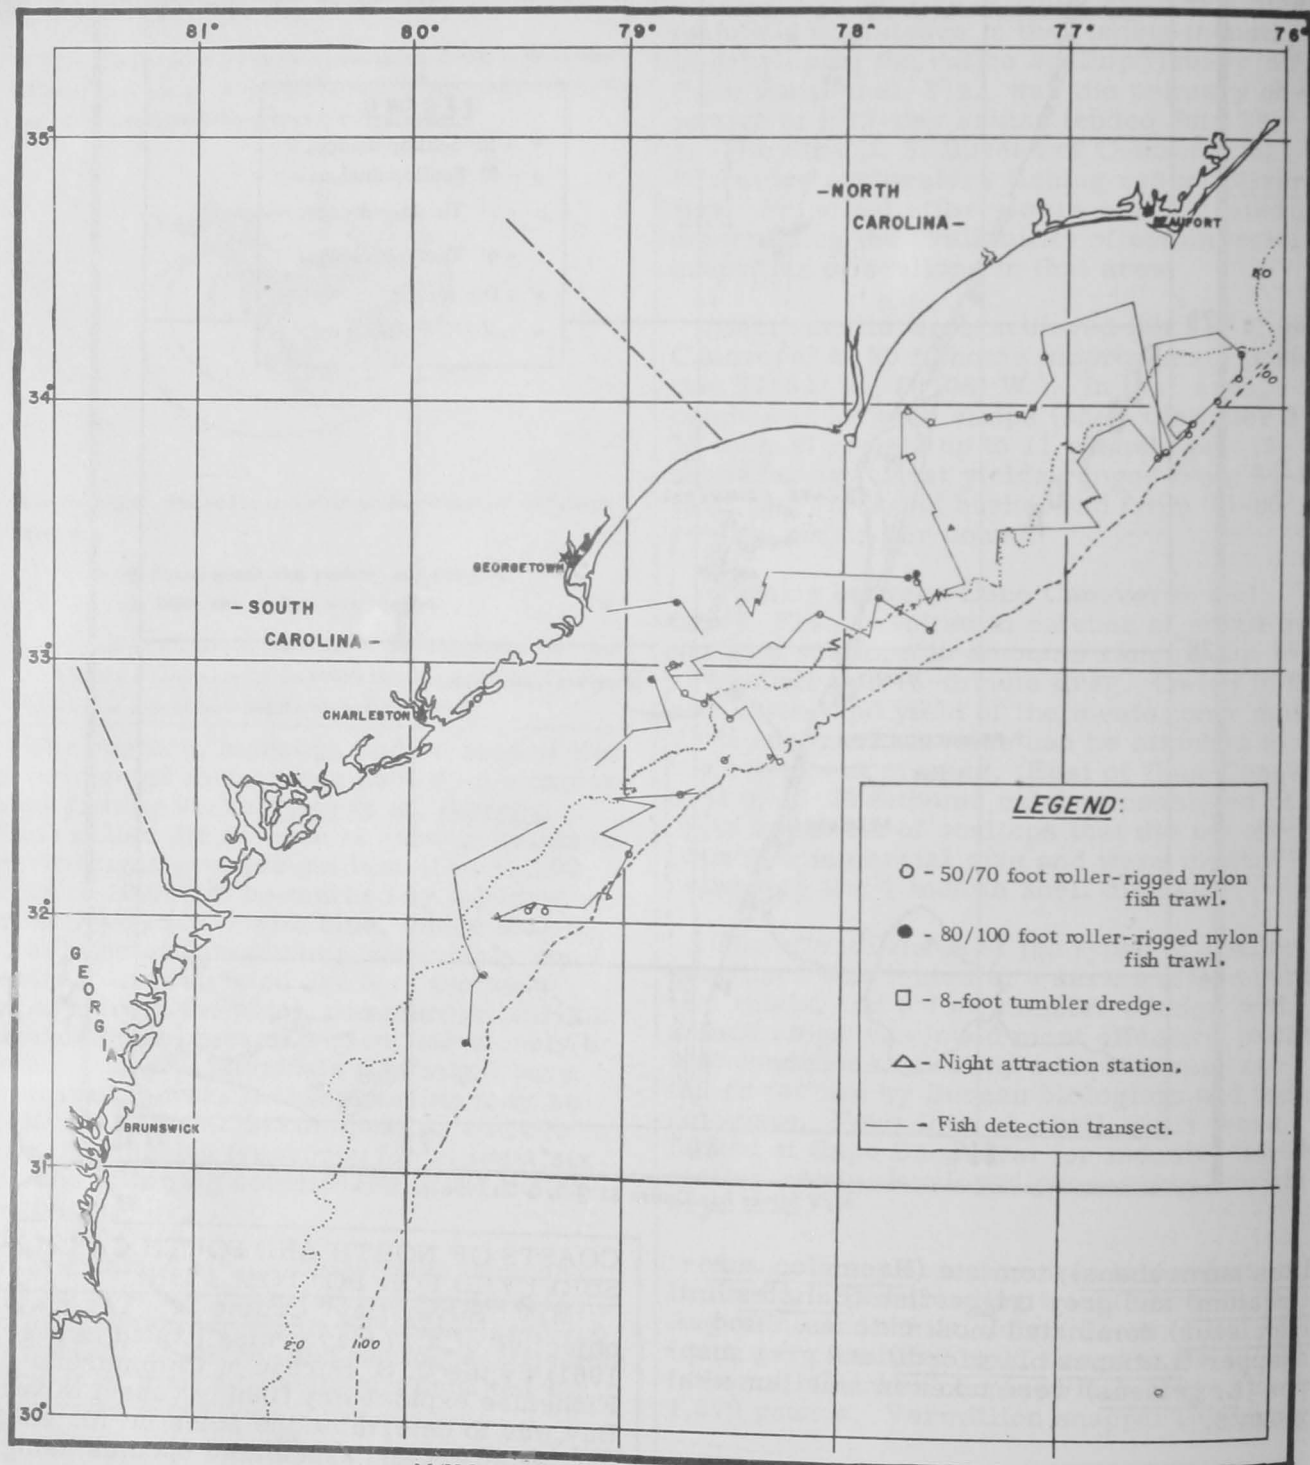 81° 80° 79° 78° 77° 76°
35°
-NORTH
CAROLINA-
BEAUFORT
34°
GEORGETOWN
-SOUTH
CAROLINA-
33°
CHARLESTON
LEGEND:
O - 50/70 foot roller-rigged nylon
fish trawl.
● - 80/100 foot roller-rigged nylon
fish trawl.
□ - 8-foot tumbler dredge.
△ - Night attraction station.
—— - Fish detection transect.
32°
GEORGIA
BRUNSWICK
31°
20 100
30°
100